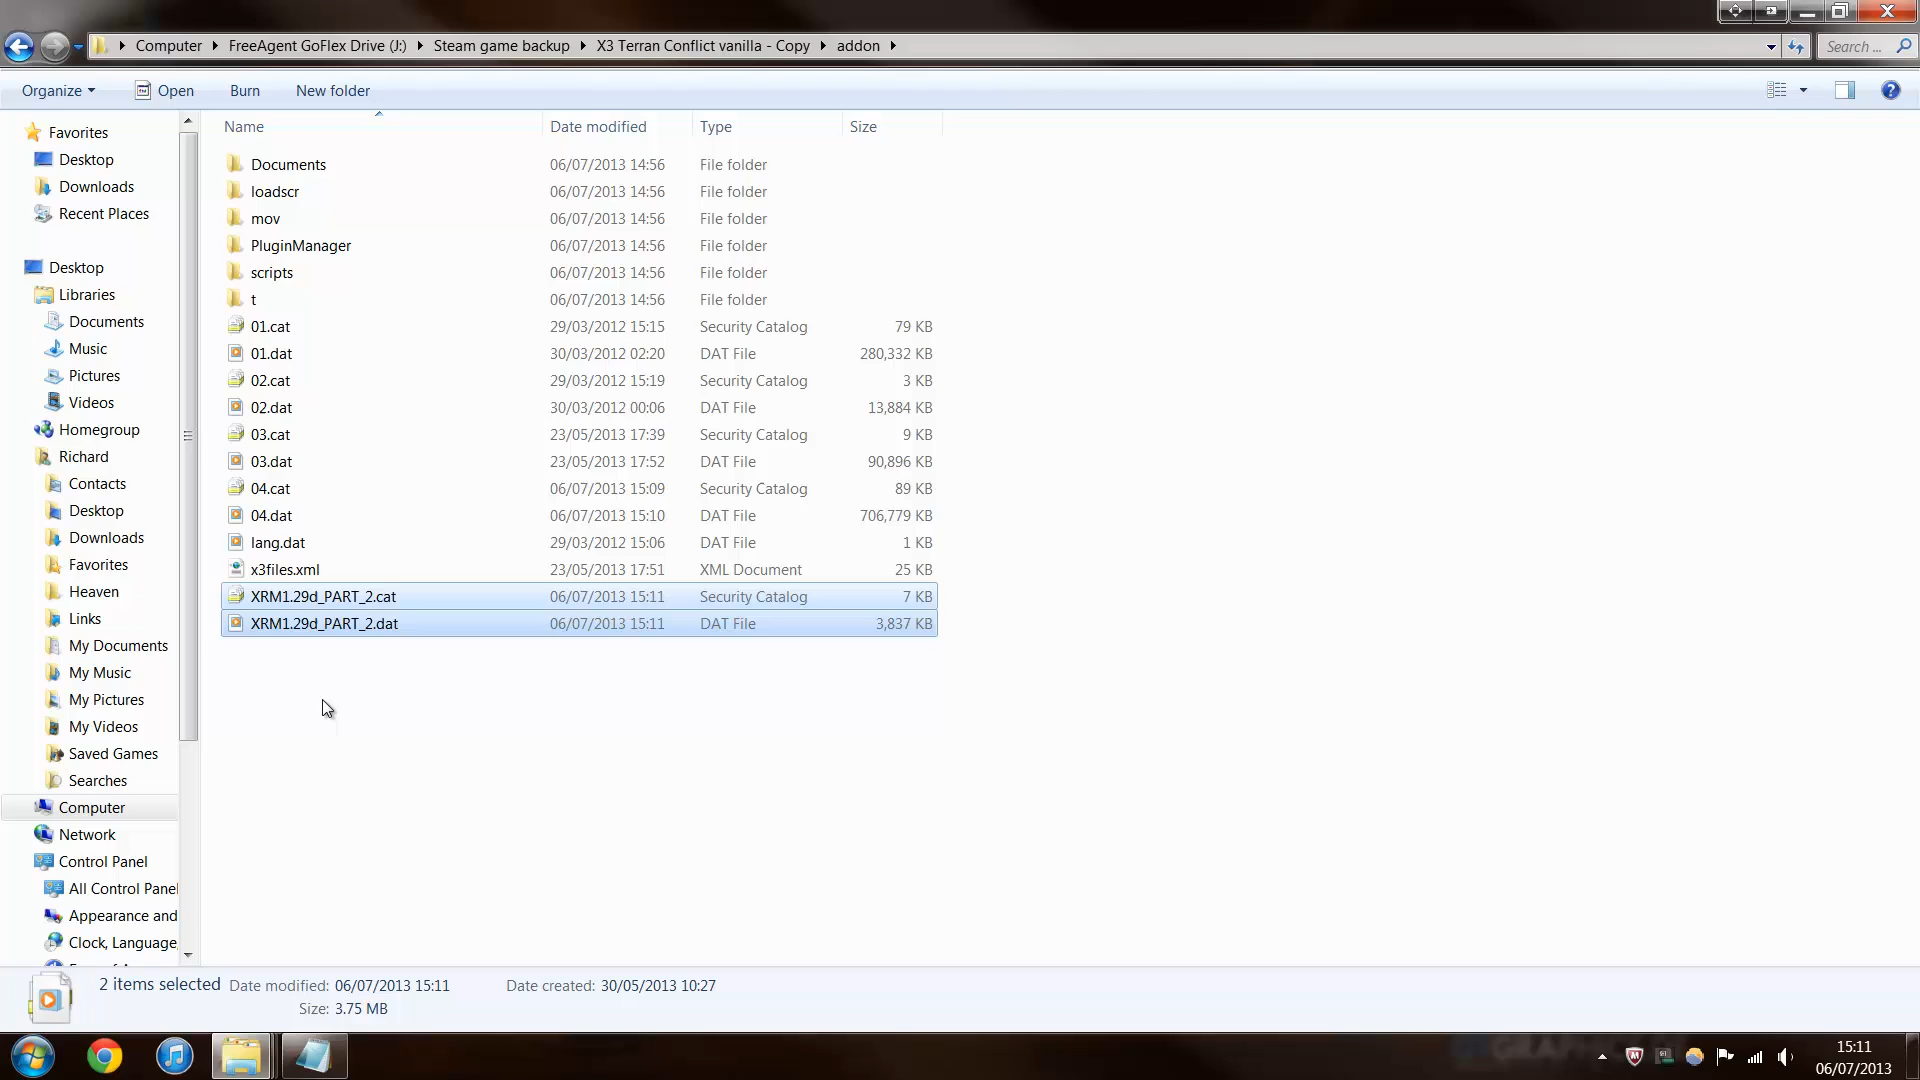 Computer FreeAgent GoFlex Drive (J:) Steam game backup X3 Terran Conflict vanilla - Copy addon Search ...
Organize Open Burn New folder
Name Date modified Type Size
Favorites
Desktop
Downloads
Recent Places
Desktop
Libraries
Documents
Music
Pictures
Videos
Homegroup
Richard
Contacts
Desktop
Downloads
Favorites
Heaven
Links
My Documents
My Music
My Pictures
My Videos
Saved Games
Searches
Computer
Network
Control Panel
All Control Panel
Appearance and
Clock, Language,
Documents 06/07/2013 14:56 File folder
loadscr 06/07/2013 14:56 File folder
mov 06/07/2013 14:56 File folder
PluginManager 06/07/2013 14:56 File folder
scripts 06/07/2013 14:56 File folder
t 06/07/2013 14:56 File folder
01.cat 29/03/2012 15:15 Security Catalog 79 KB
01.dat 30/03/2012 02:20 DAT File 280,332 KB
02.cat 29/03/2012 15:19 Security Catalog 3 KB
02.dat 30/03/2012 00:06 DAT File 13,884 KB
03.cat 23/05/2013 17:39 Security Catalog 9 KB
03.dat 23/05/2013 17:52 DAT File 90,896 KB
04.cat 06/07/2013 15:09 Security Catalog 89 KB
04.dat 06/07/2013 15:10 DAT File 706,779 KB
lang.dat 29/03/2012 15:06 DAT File 1 KB
x3files.xml 23/05/2013 17:51 XML Document 25 KB
XRM1.29d_PART_2.cat 06/07/2013 15:11 Security Catalog 7 KB
XRM1.29d_PART_2.dat 06/07/2013 15:11 DAT File 3,837 KB
2 items selected Date modified: 06/07/2013 15:11 Date created: 30/05/2013 10:27
Size: 3.75 MB
15:11
06/07/2013